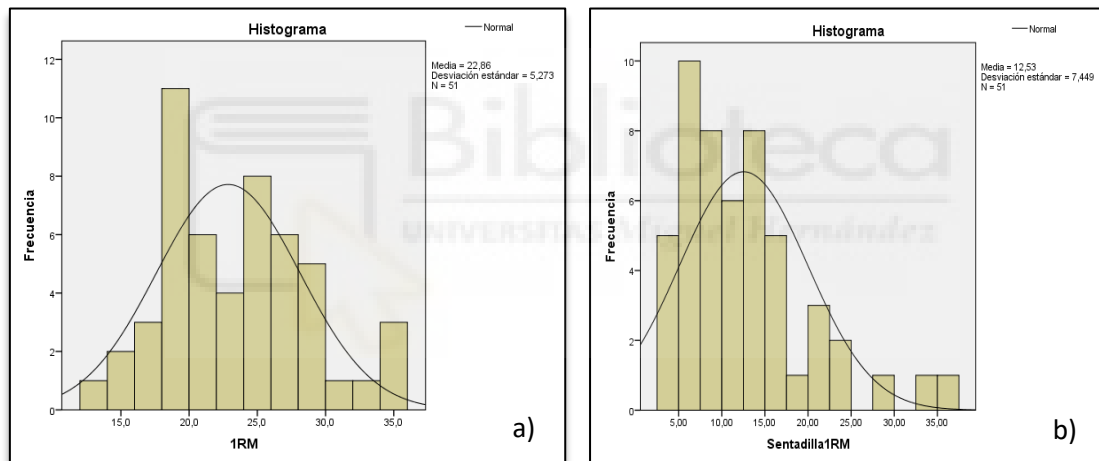 Histograma
Normal
Media = 22,86
Desviación estándar = 5,273
N = 51
12
10
8
6
4
2
0
Frecuencia
15,0 20,0 25,0 30,0 35,0
1RM
a)
Histograma
Normal
Media = 12,53
Desviación estándar = 7,449
N = 51
10
8
6
4
2
0
Frecuencia
5,00 10,00 15,00 20,00 25,00 30,00 35,00
Sentadilla1RM
b)
Biblioteca
UNIVERSITAS Miguel Hernández